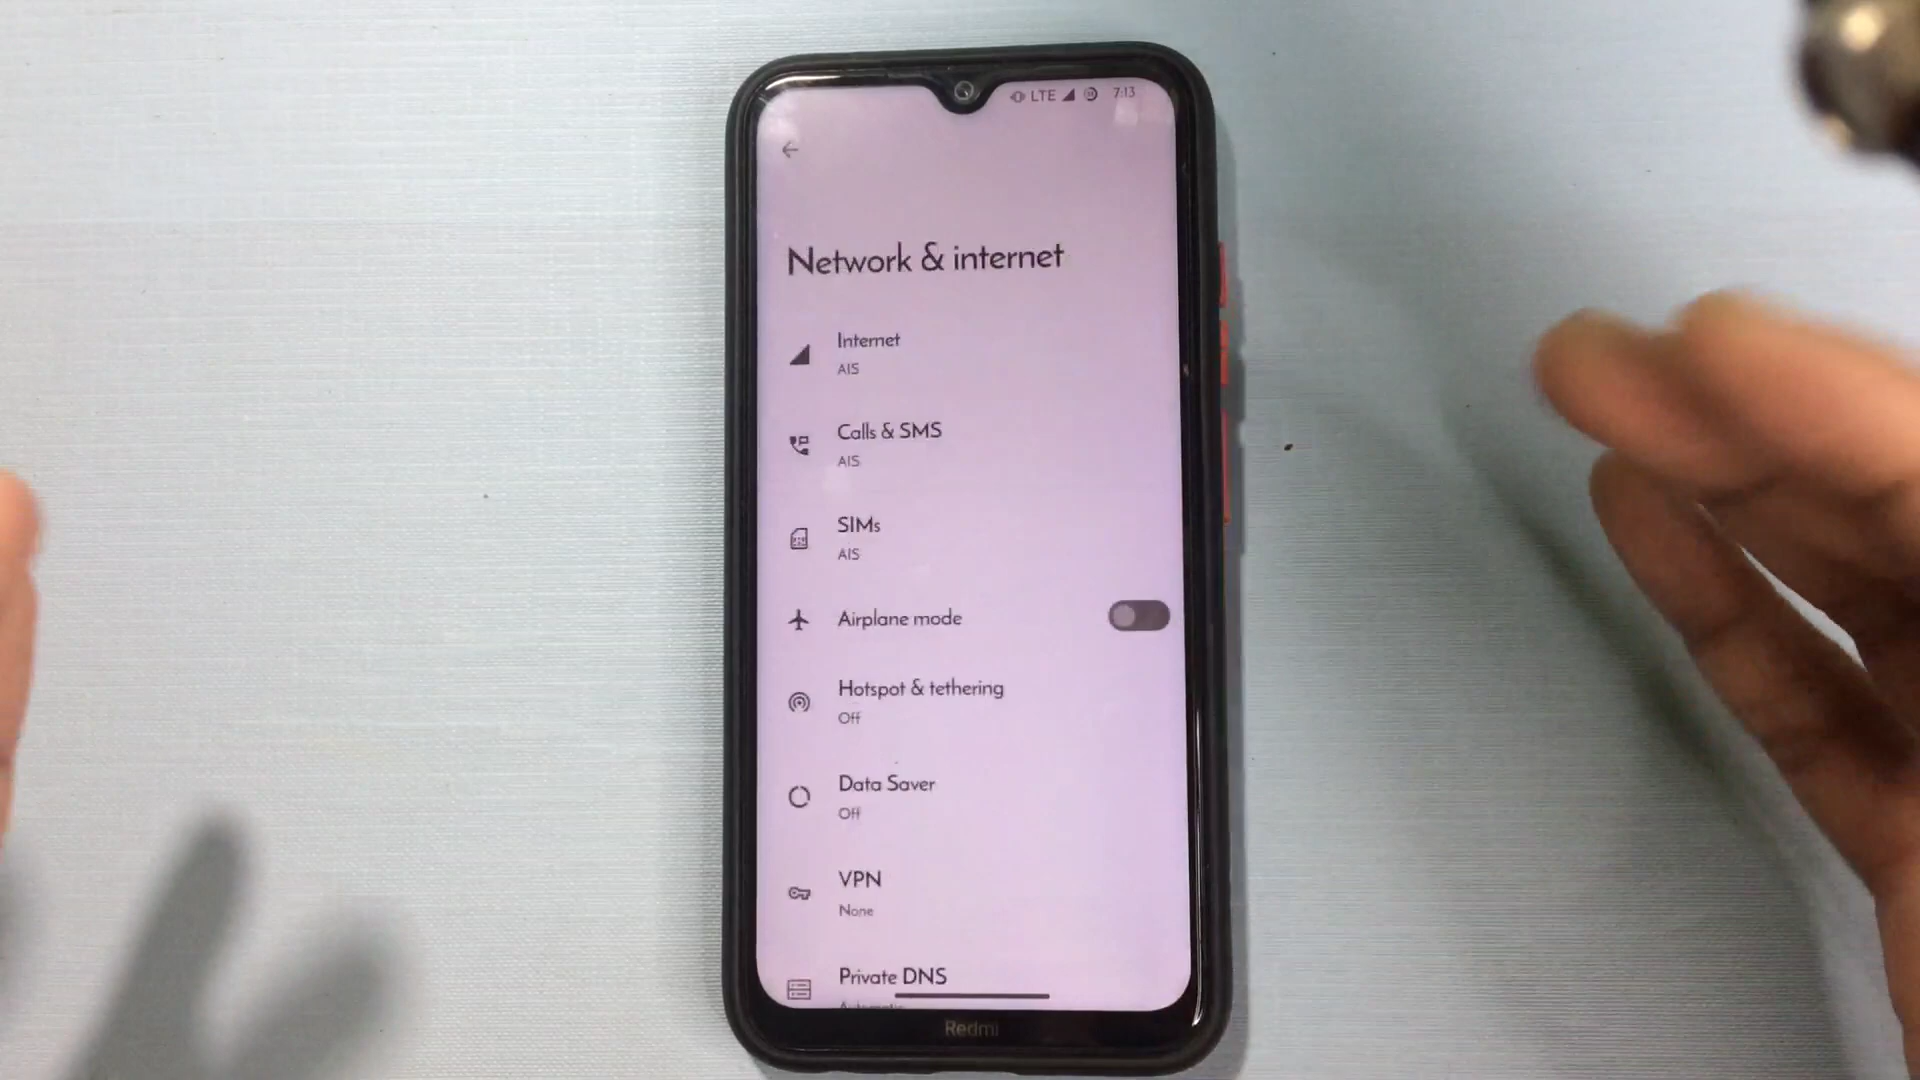 LTE 7:13
Network & internet
Internet
AIS
Calls & SMS
AIS
SIMs
AIS
Airplane mode
Hotspot & tethering
Off
Data Saver
Off
VPN
None
Private DNS
Automatic
Redmi